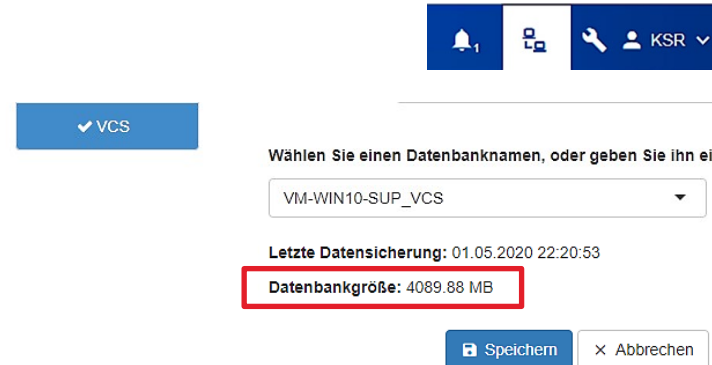 1
KSR
VCS
Wählen Sie einen Datenbanknamen, oder geben Sie ihn ei
VM-WIN10-SUP_VCS
Letzte Datensicherung: 01.05.2020 22:20:53
Datenbankgröße: 4089.88 MB
Speichern
Abbrechen